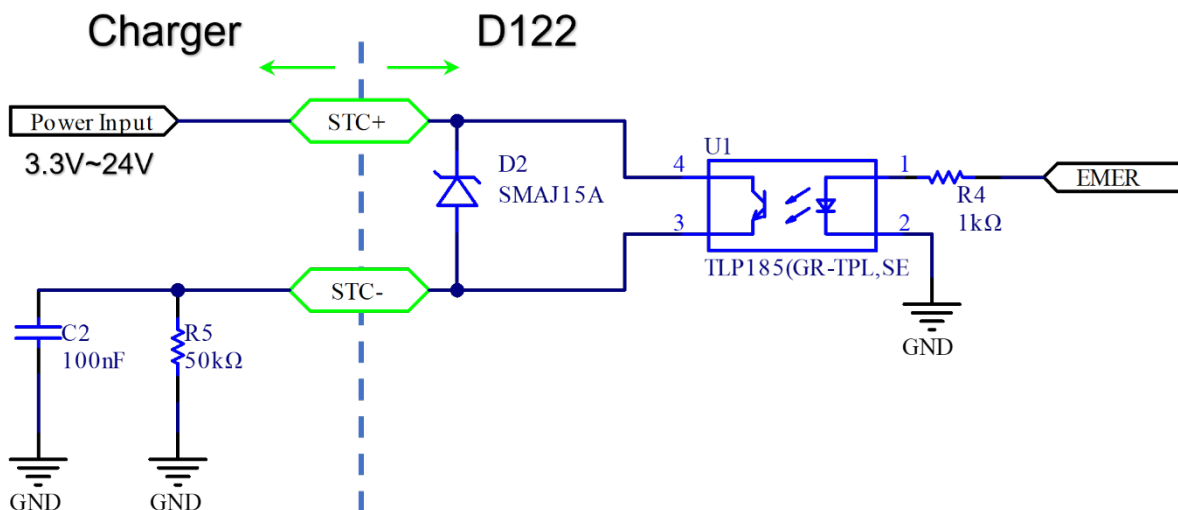 Charger
D122
Power Input
3.3V~24V
STC+
D2
SMAJ15A
U1
4
3
1
2
TLP185(GR-TPL,SE
R4
1kΩ
EMER
GND
STC-
C2
100nF
R5
50kΩ
GND
GND